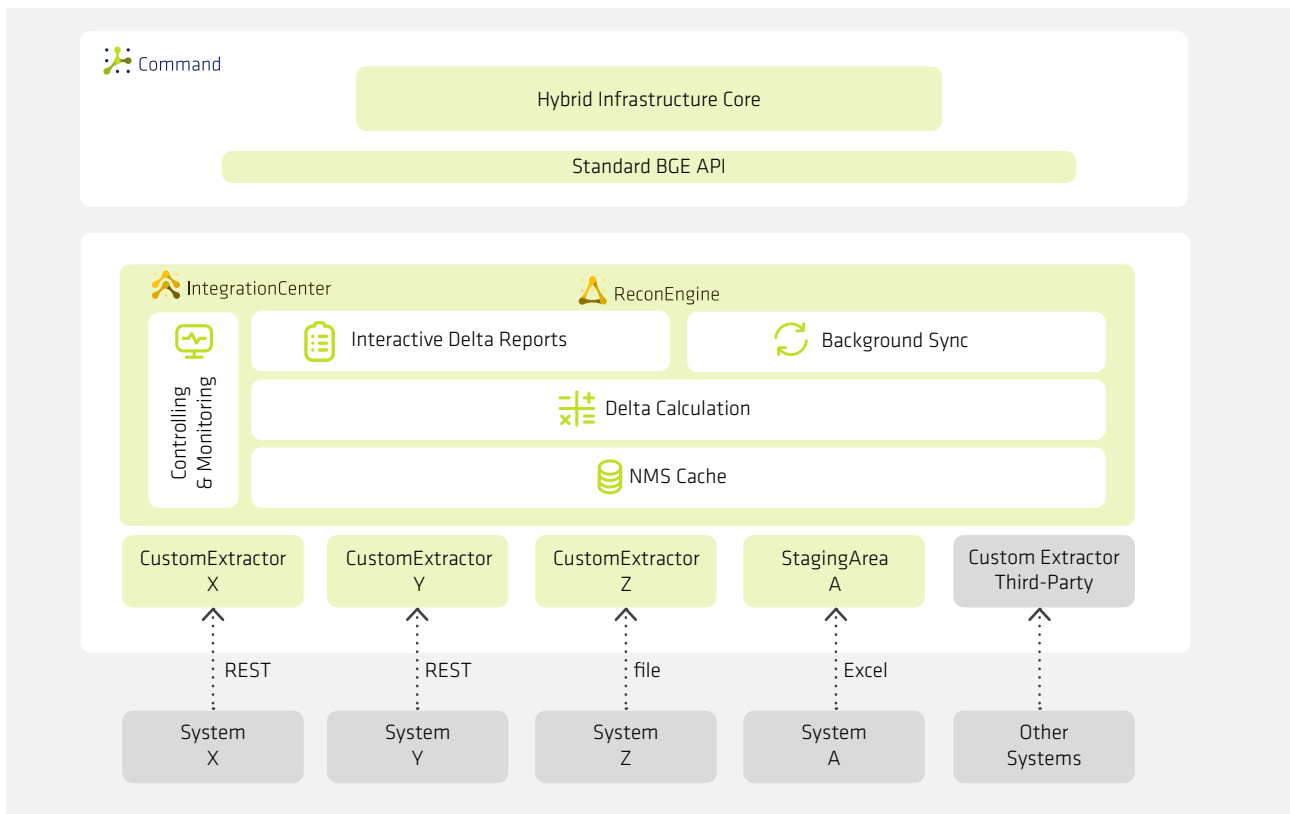 Command
Hybrid Infrastructure Core
Standard BGE API
IntegrationCenter
ReconEngine
Controlling
& Monitoring
Interactive Delta Reports
Background Sync
Delta Calculation
NMS Cache
CustomExtractor
X
CustomExtractor
Y
CustomExtractor
Z
StagingArea
A
Custom Extractor
Third-Party
REST
REST
file
Excel
System
X
System
Y
System
Z
System
A
Other
Systems